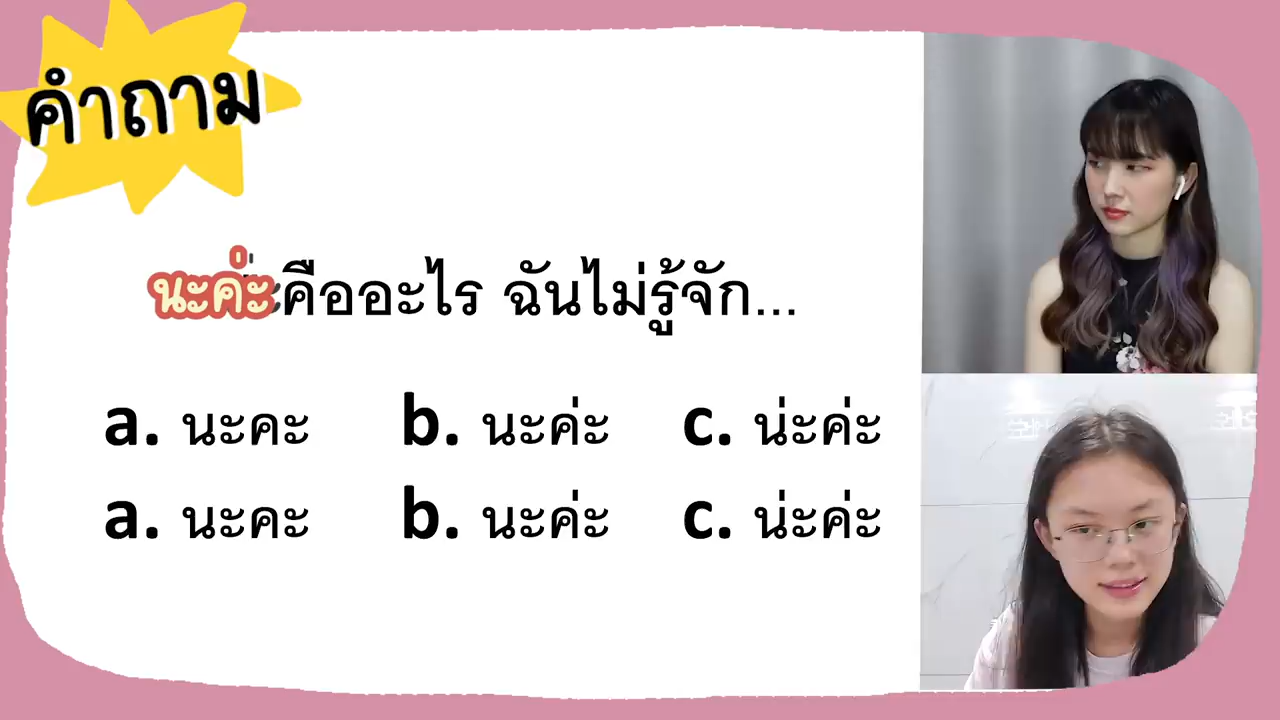 คำถาม
นะค่ะคืออะไร ฉันไม่รู้จัก...
a. นะคะ b. นะค่ะ c. น่ะค่ะ
a. นะคะ b. นะค่ะ c. น่ะค่ะ